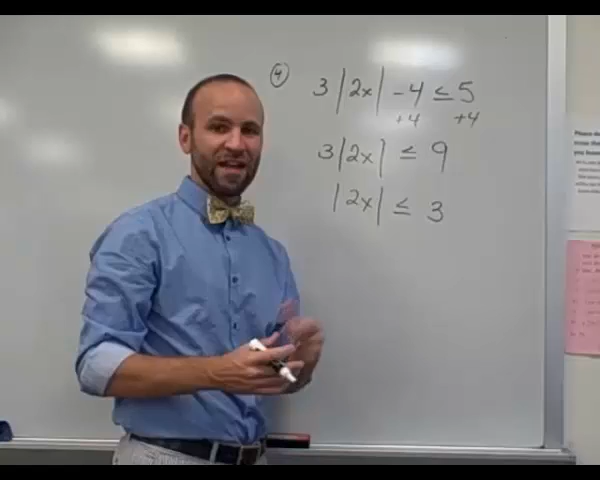 ④ 3|2x| - 4 ≤ 5
+4 +4
3|2x| ≤ 9
|2x| ≤ 3